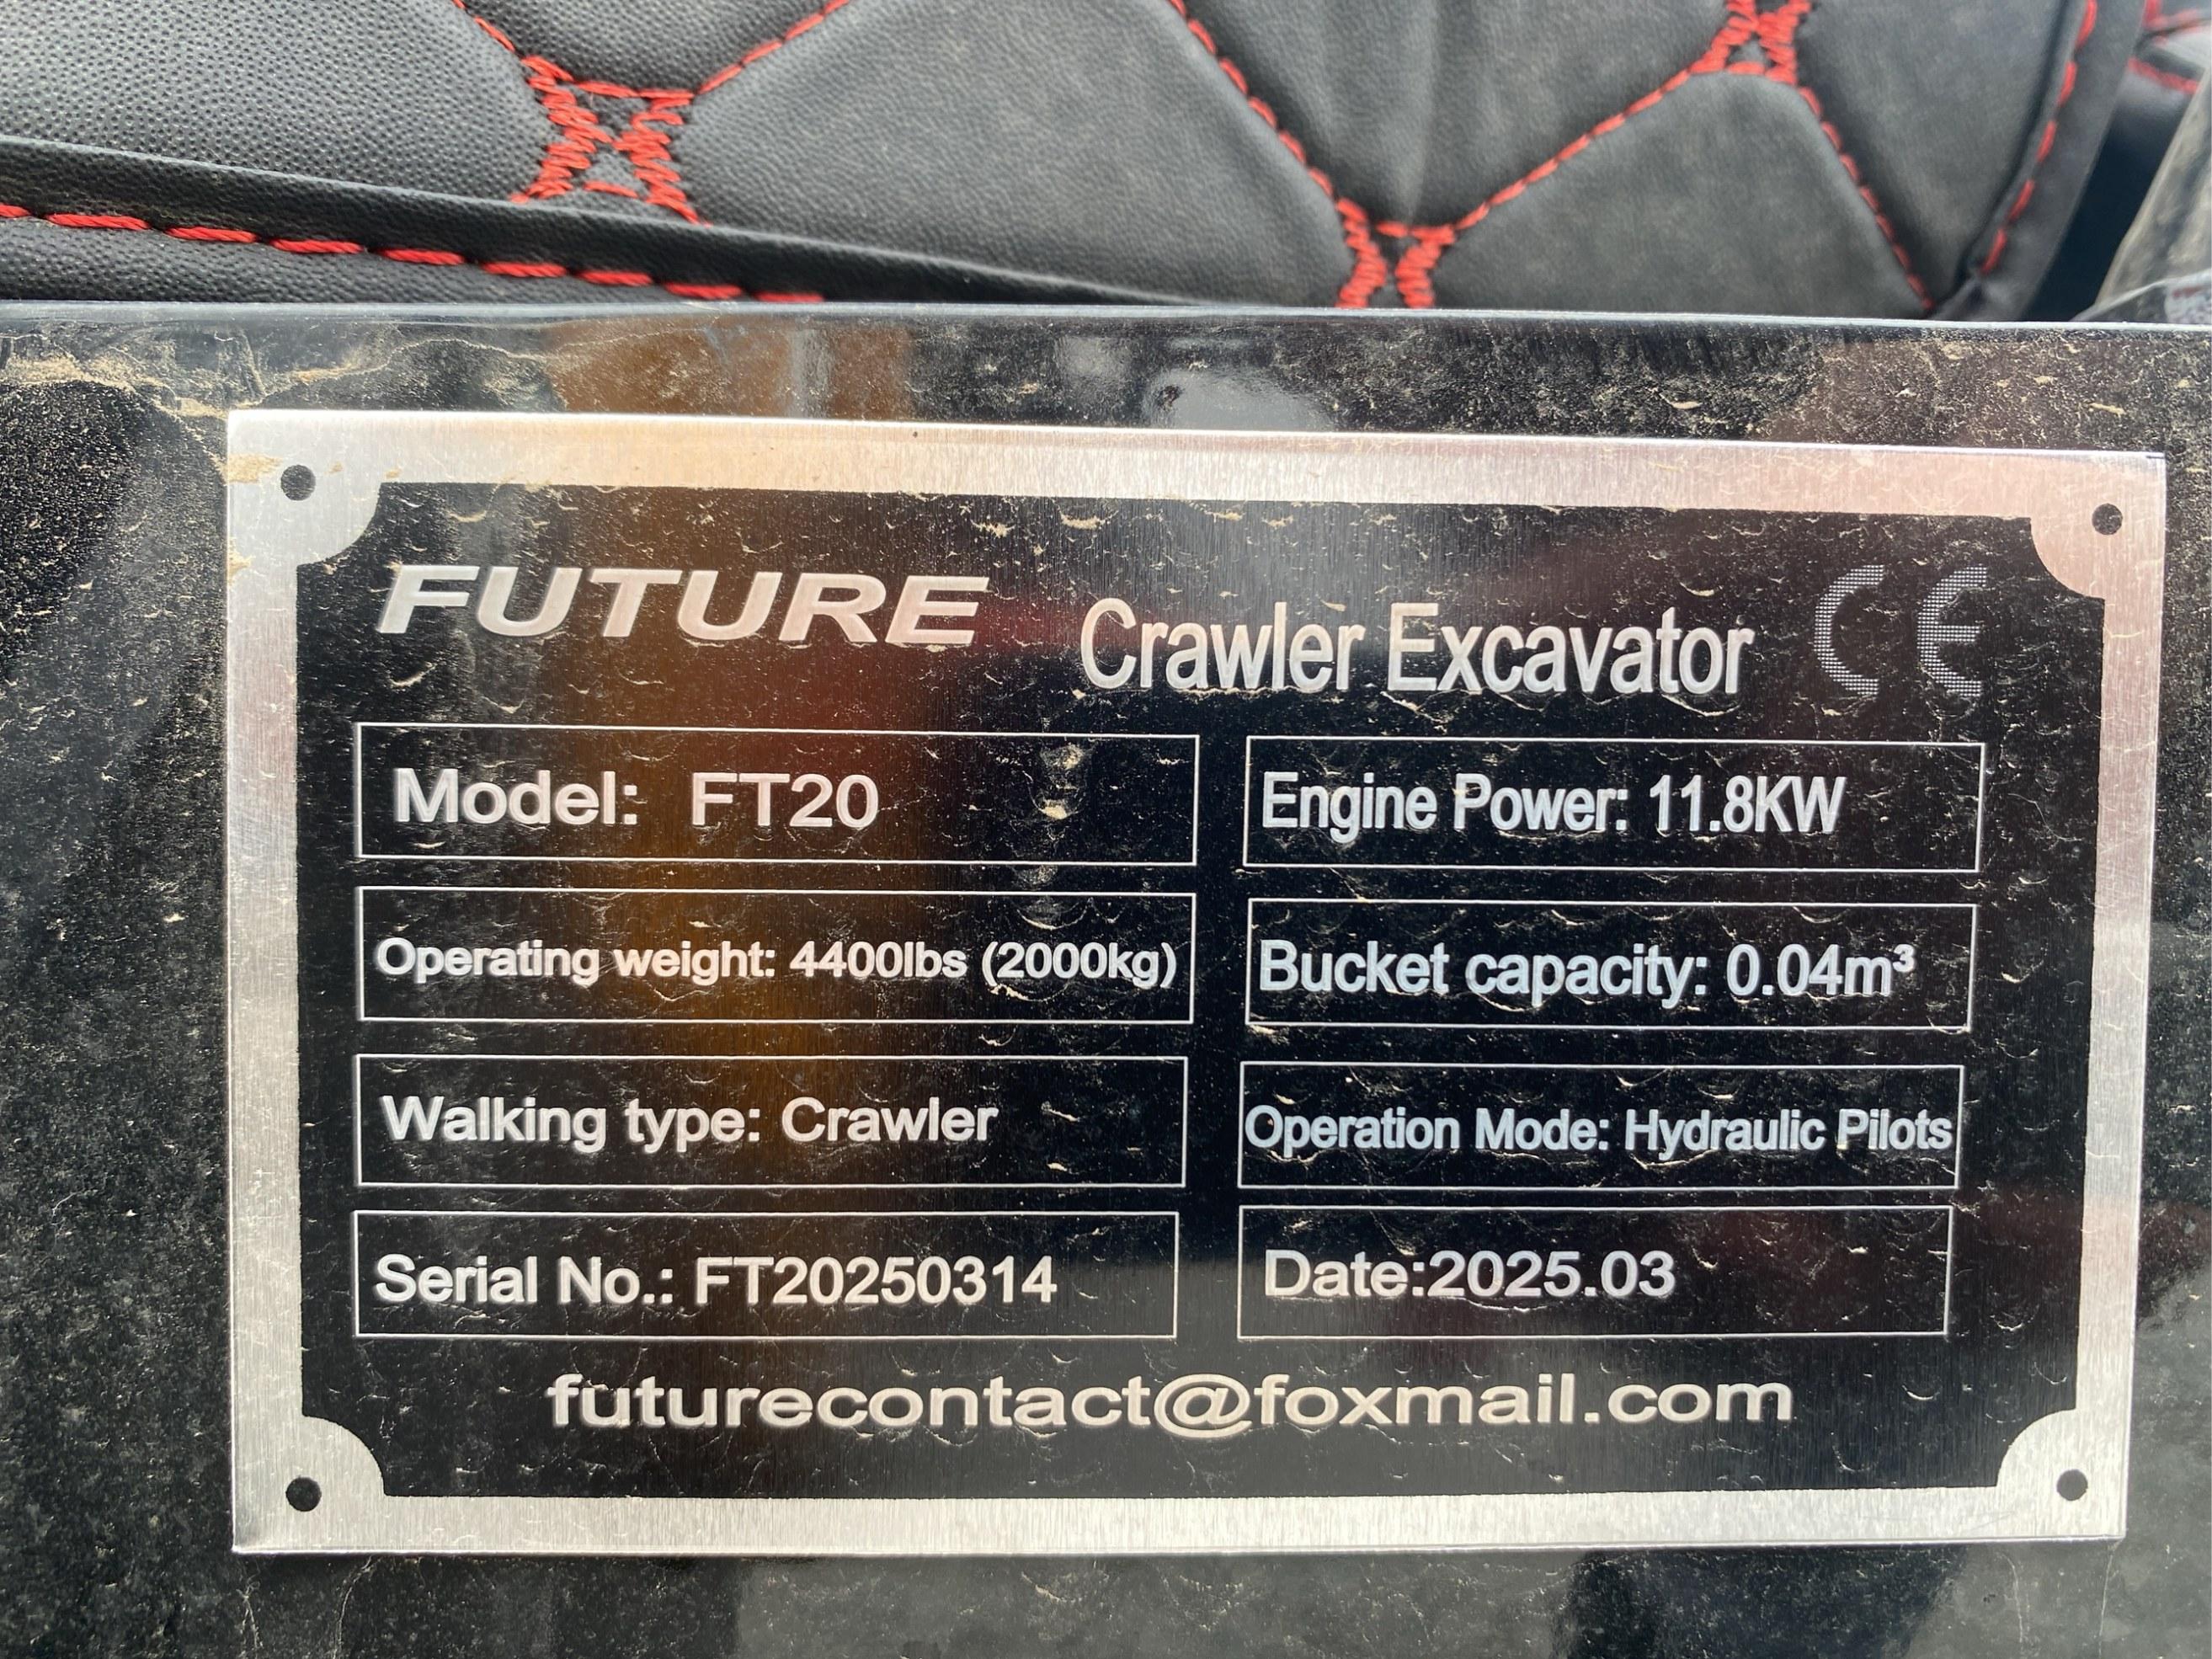 FUTURE Crawler Excavator CE
Model: FT20
Engine Power: 11.8KW
Operating weight: 4400lbs (2000kg)
Bucket capacity: 0.04m³
Walking type: Crawler
Operation Mode: Hydraulic Pilots
Serial No.: FT20250314
Date:2025.03
futurecontact@foxmail.com